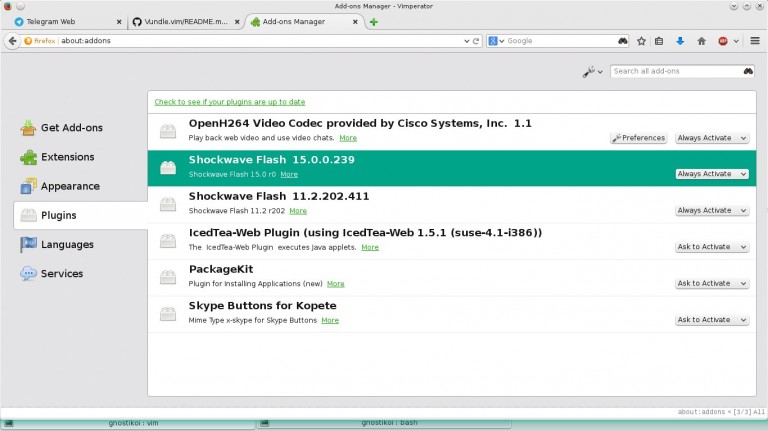 Add-ons Manager - Vimperator
Telegram Web
Vundle.vim/README.m...
Add-ons Manager
Firefox
about:addons
Google
Search all add-ons
Check to see if your plugins are up to date
Get Add-ons
Extensions
Appearance
Plugins
Languages
Services
OpenH264 Video Codec provided by Cisco Systems, Inc. 1.1
Play back web video and use video chats. More
Preferences
Always Activate
Shockwave Flash 15.0.0.239
Shockwave Flash 15.0 r0 More
Always Activate
Shockwave Flash 11.2.202.411
Shockwave Flash 11.2 r202 More
Always Activate
IcedTea-Web Plugin (using IcedTea-Web 1.5.1 (suse-4.1-i386))
The IcedTea-Web Plugin executes Java applets. More
Ask to Activate
PackageKit
Plugin for Installing Applications (new) More
Ask to Activate
Skype Buttons for Kopete
Mime Type x-skype for Skype Buttons More
Ask to Activate
about:addons < [3/3] All
ghostikoi : vim
ghostikoi : bash